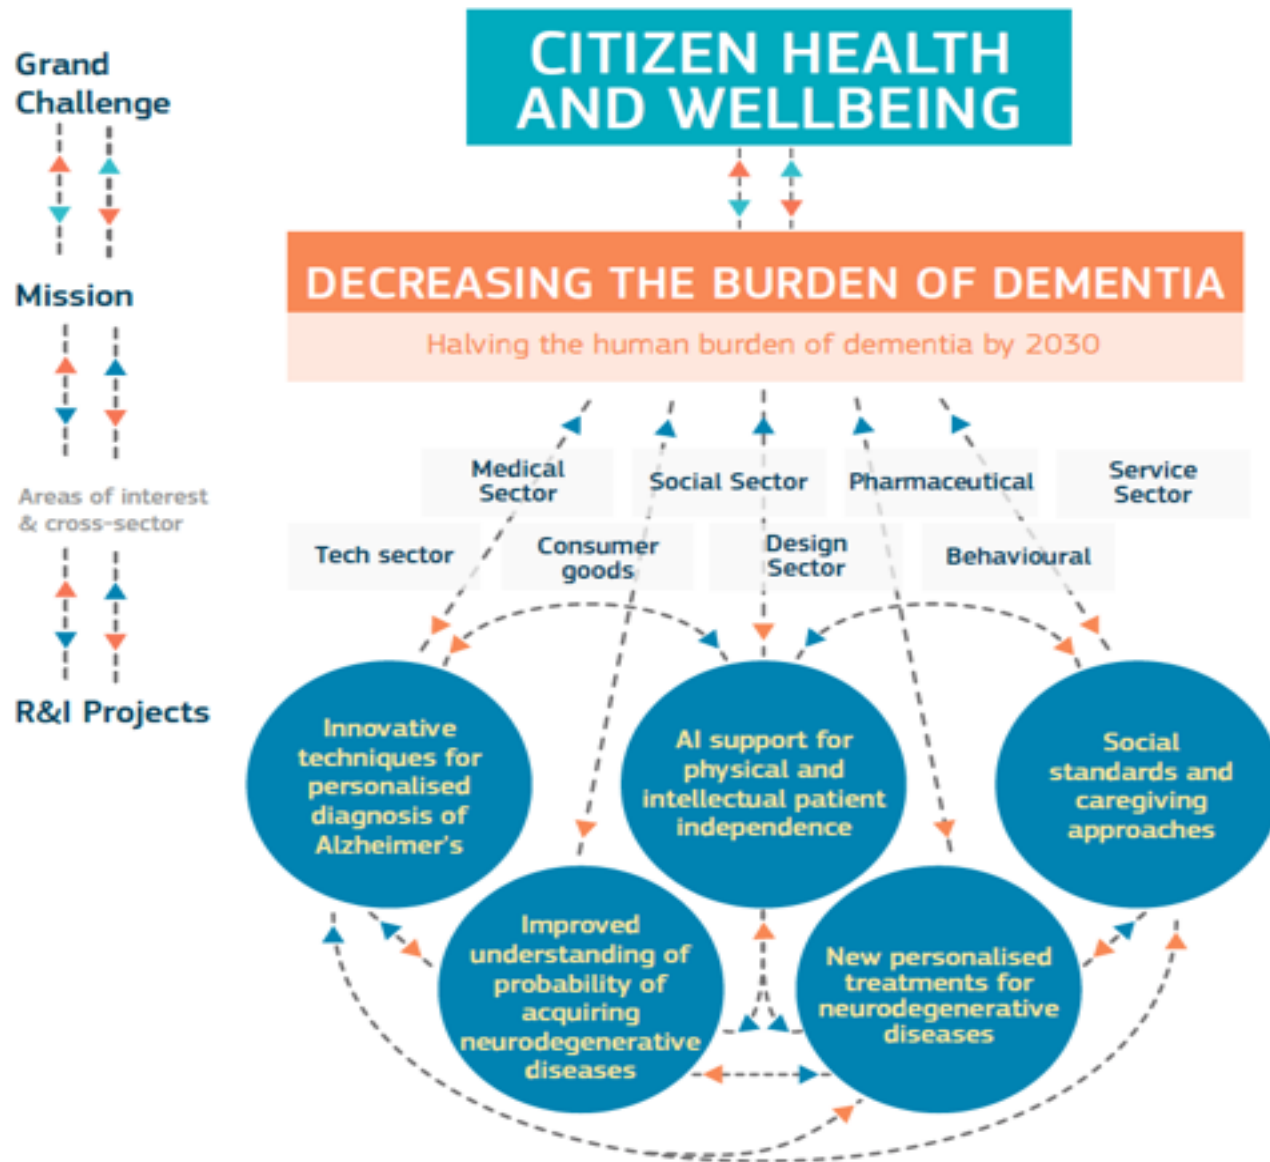 Grand
Challenge
CITIZEN HEALTH
AND WELLBEING
Mission
DECREASING THE BURDEN OF DEMENTIA
Halving the human burden of dementia by 2030
Areas of interest
& cross-sector
Medical
Sector
Social Sector
Pharmaceutical
Service
Sector
Tech sector
Consumer
goods
Design
Sector
Behavioural
R&I Projects
Innovative
techniques for
personalised
diagnosis of
Alzheimer's
AI support for
physical and
intellectual patient
independence
Social
standards and
caregiving
approaches
Improved
understanding of
probability of
acquiring
neurodegenerative
diseases
New personalised
treatments for
neurodegenerative
diseases